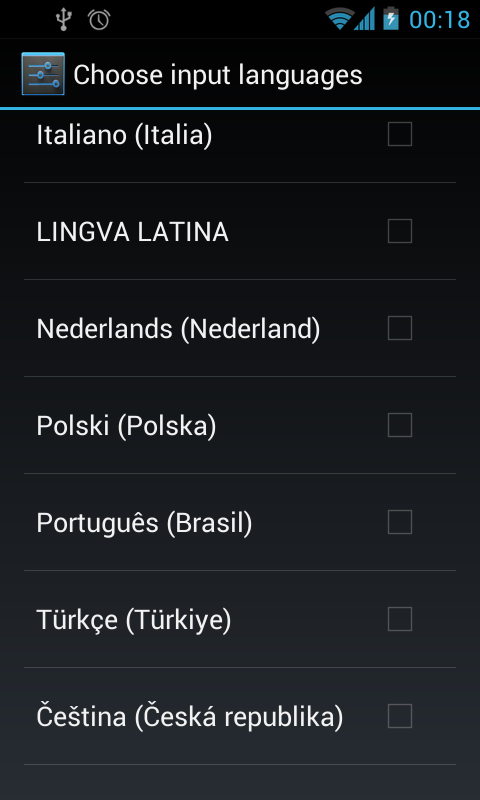 00:18
Choose input languages
Italiano (Italia)
LINGVA LATINA
Nederlands (Nederland)
Polski (Polska)
Português (Brasil)
Türkçe (Türkiye)
Čeština (Česká republika)